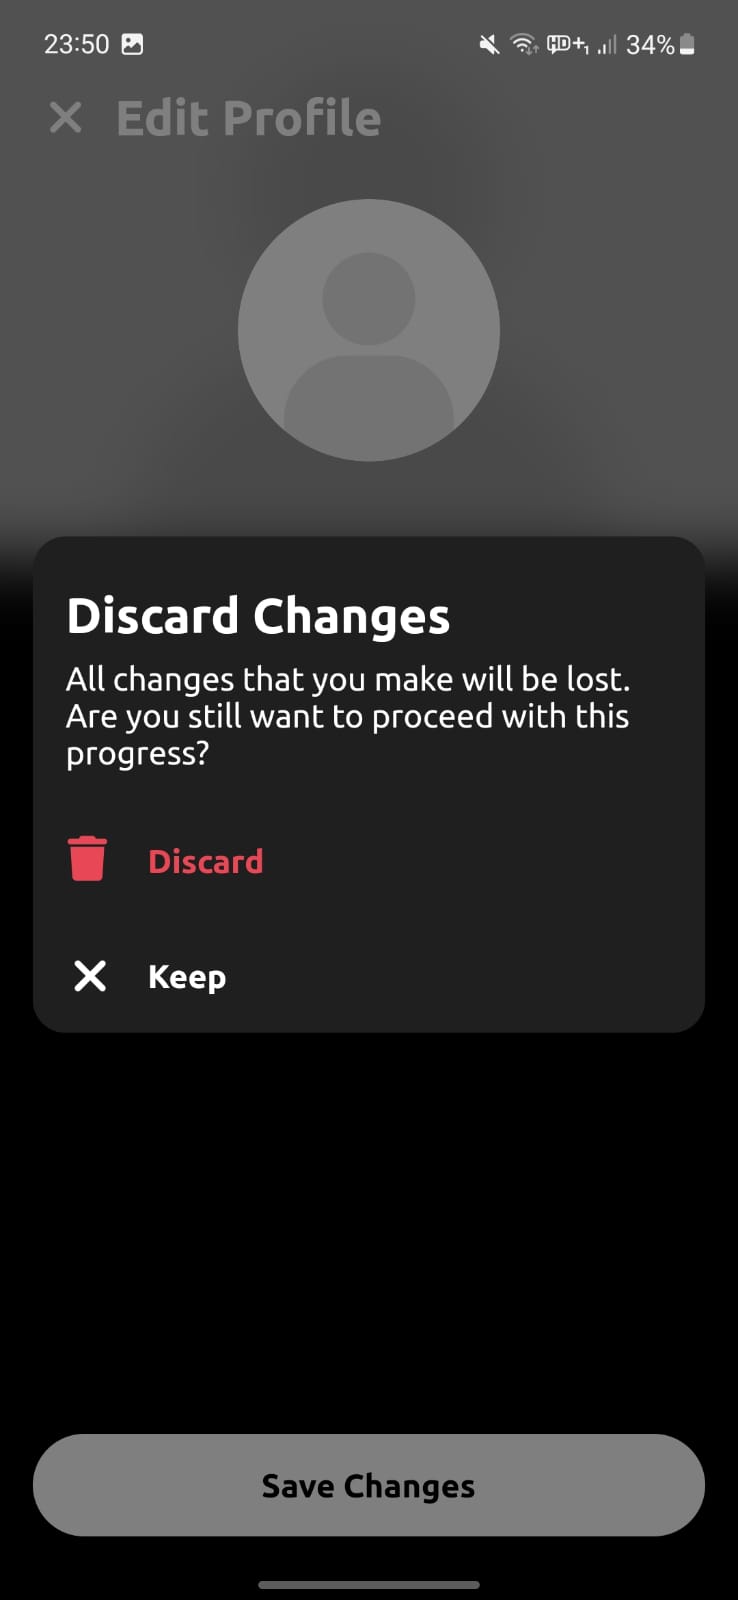 23:50 34%
Edit Profile
Discard Changes
All changes that you make will be lost.
Are you still want to proceed with this
progress?
Discard
Keep
Save Changes